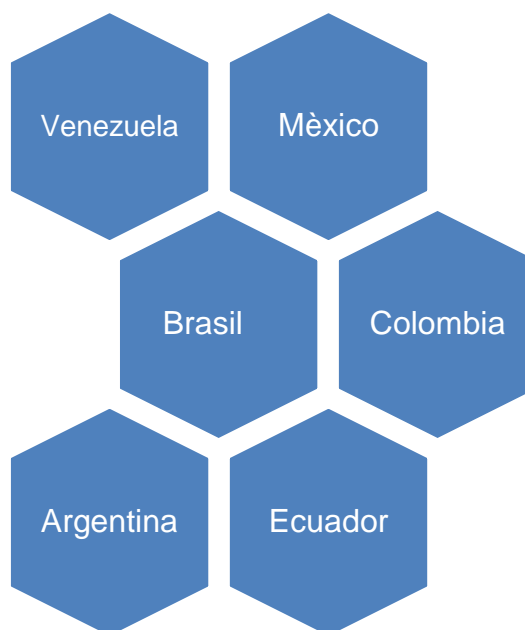 Venezuela
Mèxico
Brasil
Colombia
Argentina
Ecuador